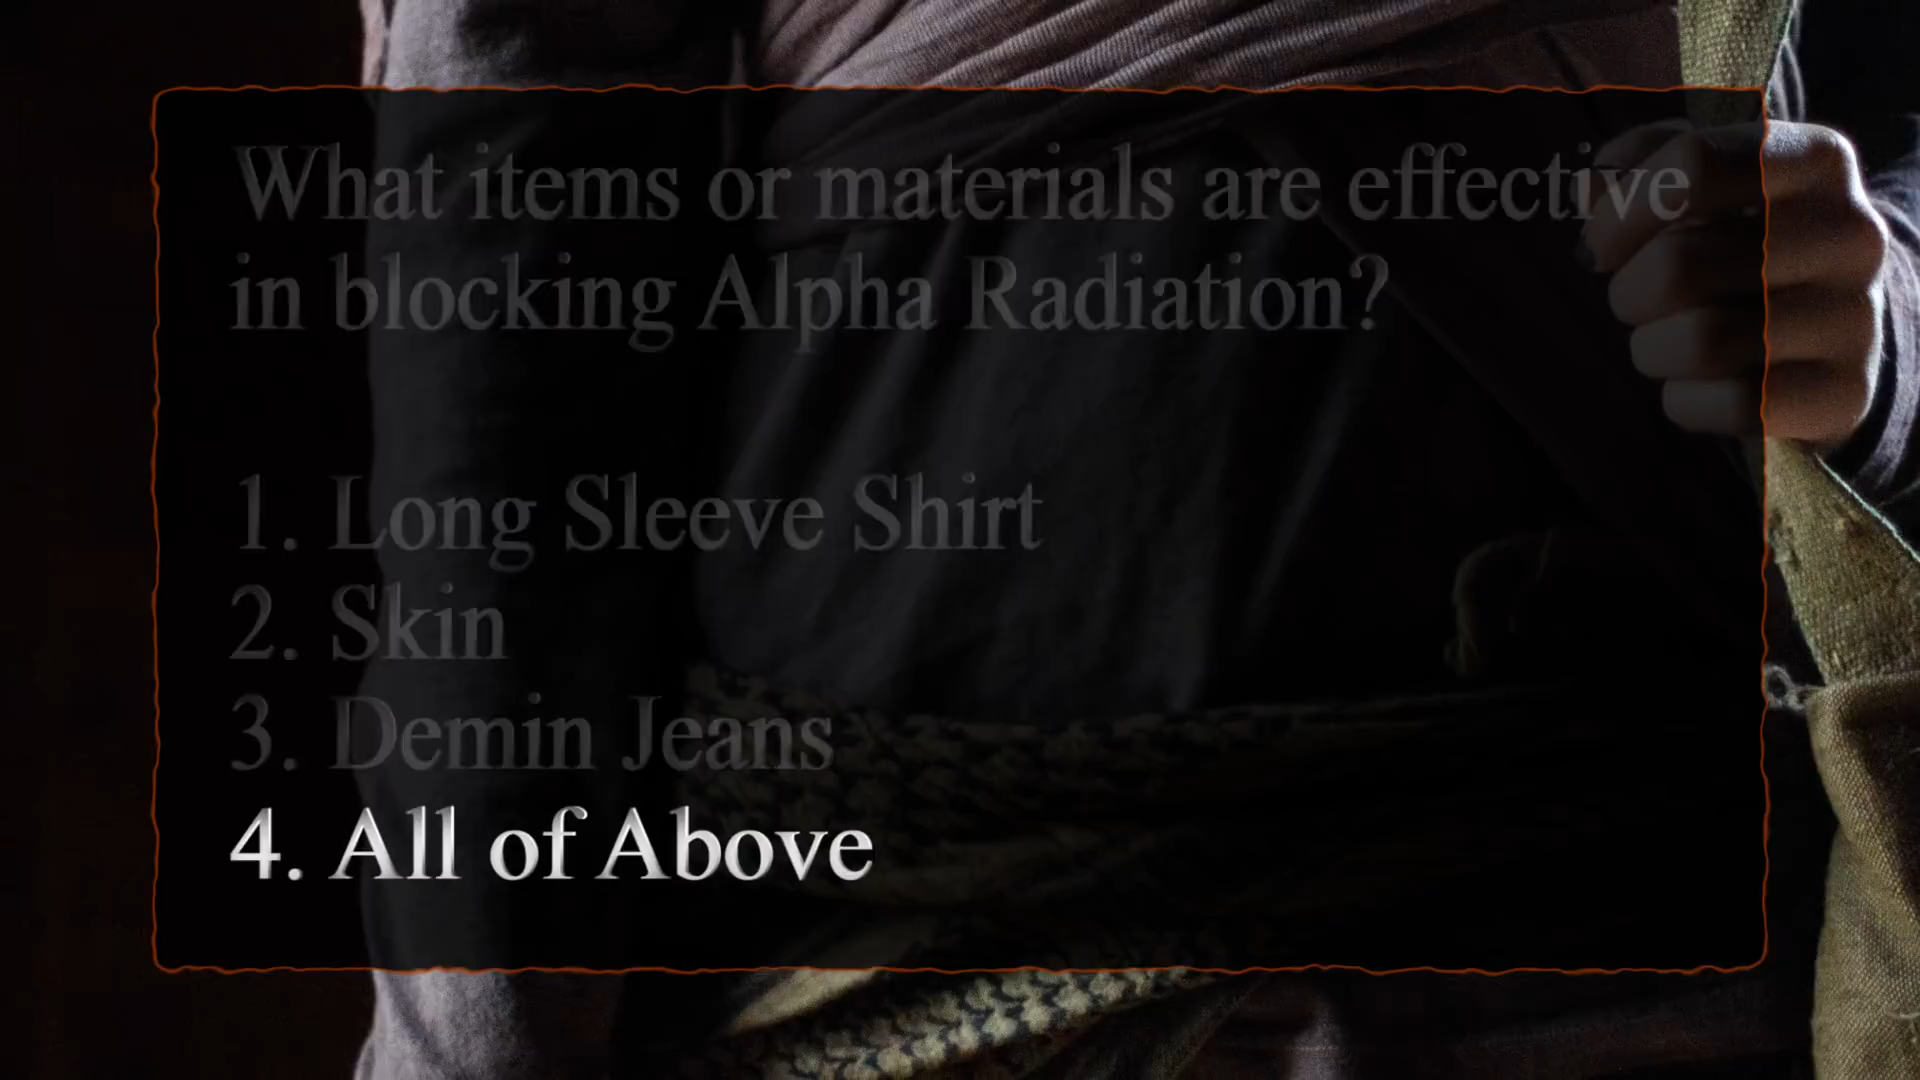 What items or materials are effective
in blocking Alpha Radiation?
1. Long Sleeve Shirt
2. Skin
3. Demin Jeans
4. All of Above